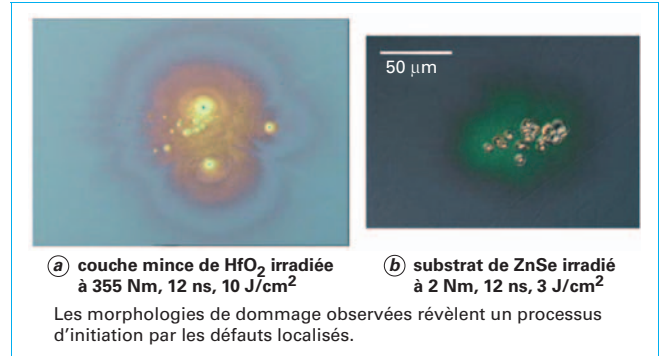 50 μm
a couche mince de HfO2 irradiée
à 355 Nm, 12 ns, 10 J/cm2
b substrat de ZnSe irradié
à 2 Nm, 12 ns, 3 J/cm2
Les morphologies de dommage observées révèlent un processus
d'initiation par les défauts localisés.